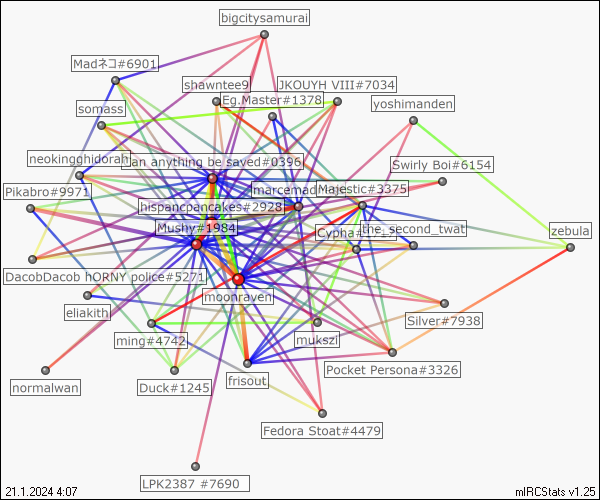 bigcitysamurai
Madネコ#6901
shawntee9
JKOUYH VIII#7034
Eg.Master#1378
yoshimanden
somass
neokingghidorah
an anything be saved#0396
Swirly Boi#6154
Pikabro#9971
marcemad
Majestic#3375
hispancpancakes#2928
Mushy#1984
Cypha
the_second_twat
zebula
DacobDacob hORNY police#5271
moonraven
eliakith
Silver#7938
ming#4742
mukszi
Pocket Persona#3326
normalwan
Duck#1245
frisout
Fedora Stoat#4479
LPK2387 #7690
21.1.2024 4:07
mIRCStats v1.25